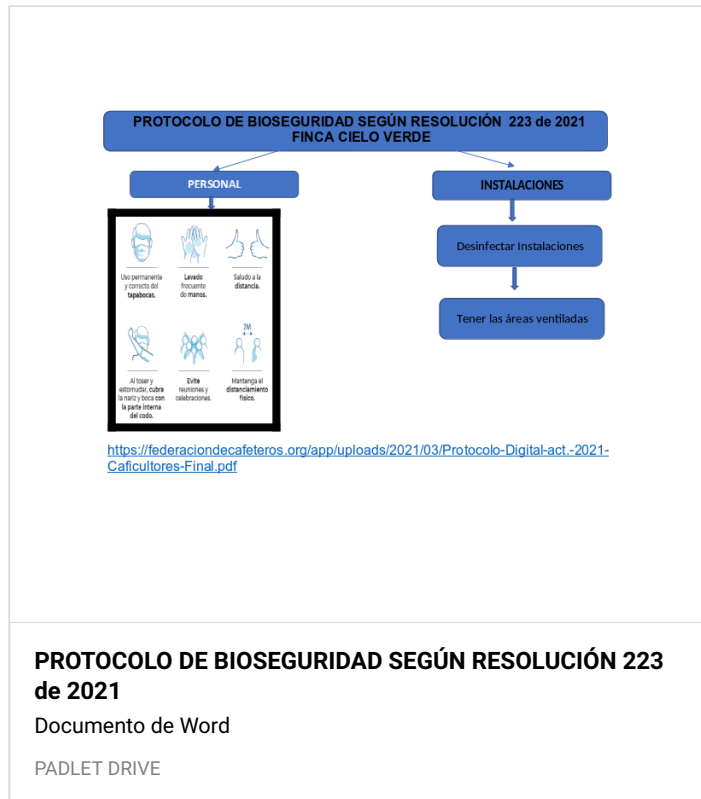 PROTOCOLO DE BIOSEGURIDAD SEGÚN RESOLUCIÓN 223 de 2021
FINCA CIELO VERDE
PERSONAL
INSTALACIONES
Uso permanente
y correcto del
tapabocas.
Lavado
frecuente
de manos.
Saludo a la
distancia.
2M
Al toser y
estornudar, cubra
la nariz y boca con
la parte interna
del codo.
Evite
reuniones y
celebraciones.
Mantenga el
distanciamiento
físico.
Desinfectar Instalaciones
Tener las áreas ventiladas
https://federaciondecafeteros.org/app/uploads/2021/03/Protocolo-Digital-act.-2021-
Caficultores-Final.pdf
PROTOCOLO DE BIOSEGURIDAD SEGÚN RESOLUCIÓN 223
de 2021
Documento de Word
PADLET DRIVE